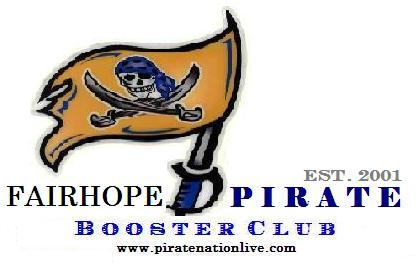 EST. 2001
FAIRHOPE PIRATE
BOOSTER CLUB
www.piratenationlive.com